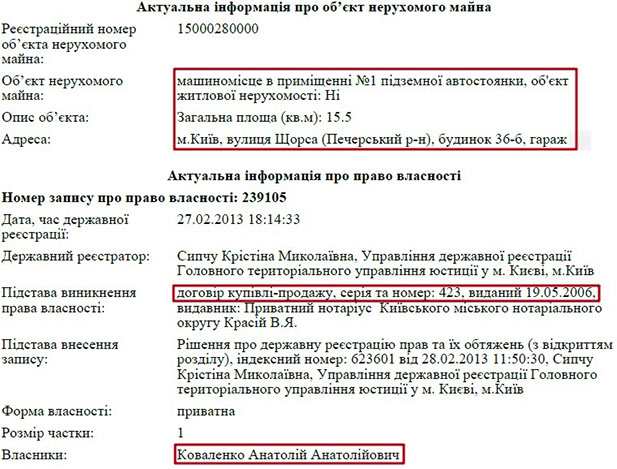 Актуальна інформація про об’єкт нерухомого майна
Реєстраційний номер 15000280000
об’єкта нерухомого
майна:
Об’єкт нерухомого машиномісце в приміщенні №1 підземної автостоянки, об'єкт
майна: житлової нерухомості: Ні
Опис об’єкта: Загальна площа (кв.м): 15.5
Адреса: м.Київ, вулиця Щорса (Печерський р-н), будинок 36-б, гараж
Актуальна інформація про право власності
Номер запису про право власності: 239105
Дата, час державної 27.02.2013 18:14:33
реєстрації:
Державний реєстратор: Сипчу Крістіна Миколаївна, Управління державної реєстрації
Головного територіального управління юстиції у м. Києві, м.Київ
Підстава виникнення договір купівлі-продажу, серія та номер: 423, виданий 19.05.2006,
права власності: видавник: Приватний нотаріус Київського міського нотаріального
округу Красій В.Я.
Підстава внесення Рішення про державну реєстрацію прав та їх обтяжень (з відкриттям
запису: розділу), індексний номер: 623601 від 28.02.2013 11:50:30, Сипчу
Крістіна Миколаївна, Управління державної реєстрації Головного
територіального управління юстиції у м. Києві, м.Київ
Форма власності: приватна
Розмір частки: 1
Власники: Коваленко Анатолій Анатолійович